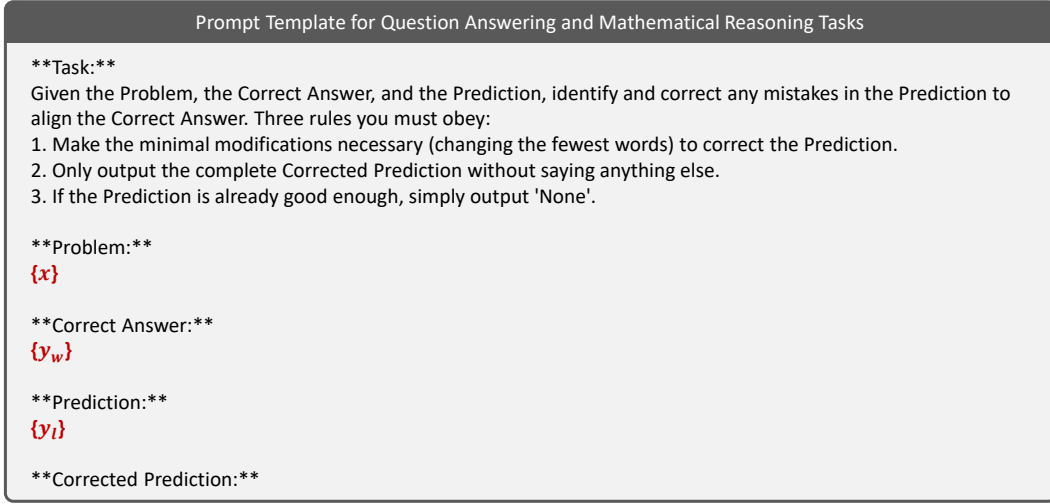 Prompt Template for Question Answering and Mathematical Reasoning Tasks
**Task:**
Given the Problem, the Correct Answer, and the Prediction, identify and correct any mistakes in the Prediction to
align the Correct Answer. Three rules you must obey:
1. Make the minimal modifications necessary (changing the fewest words) to correct the Prediction.
2. Only output the complete Corrected Prediction without saying anything else.
3. If the Prediction is already good enough, simply output 'None'.
**Problem:**
{x}
**Correct Answer:**
{y_w}
**Prediction:**
{y_l}
**Corrected Prediction:**